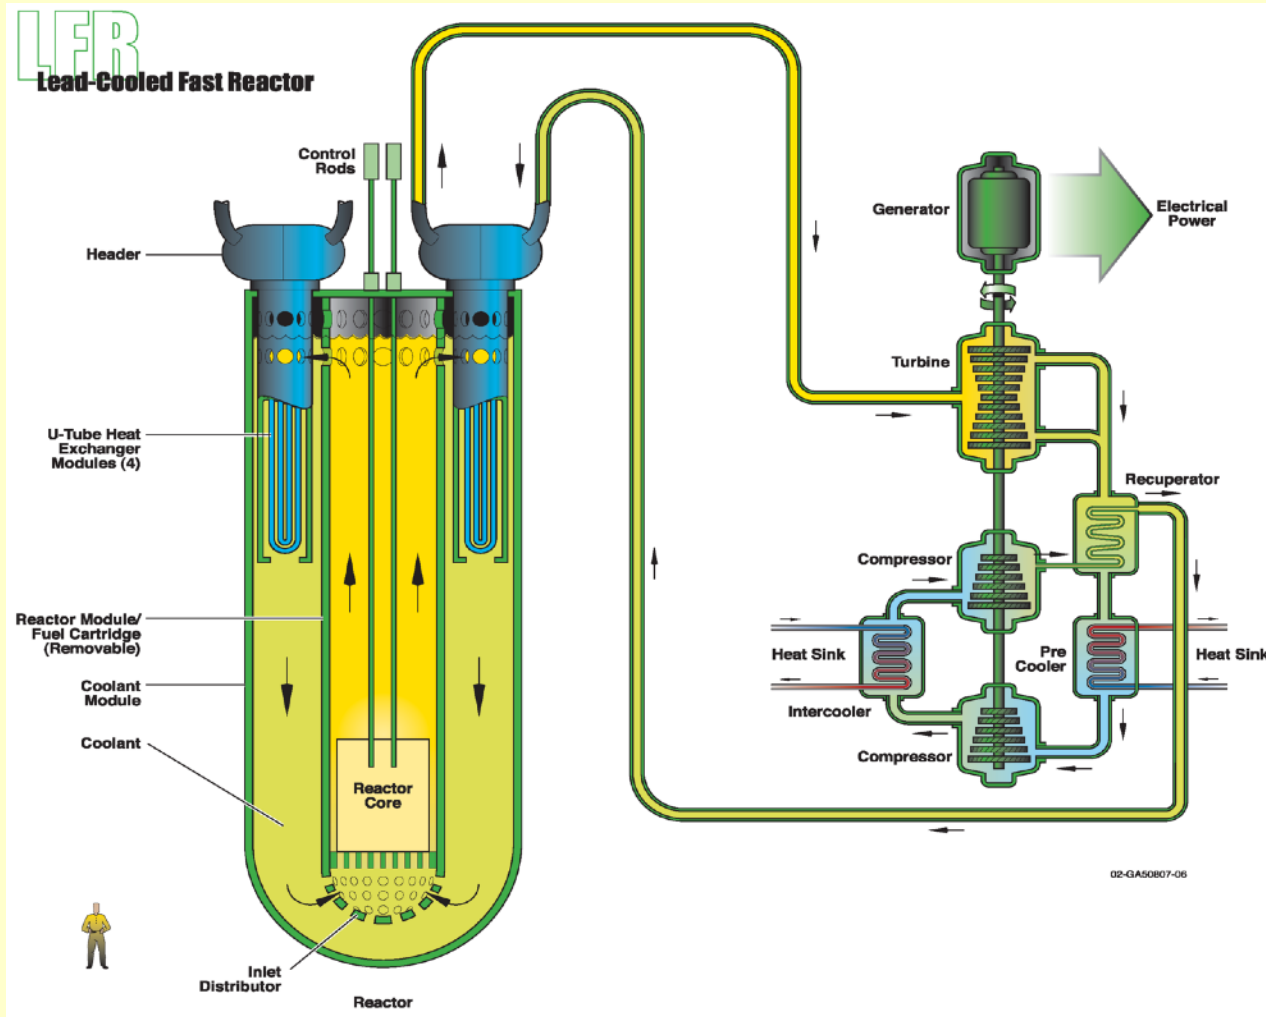 LFR
Lead-Cooled Fast Reactor
Control
Rods
Header
U-Tube Heat
Exchanger
Modules (4)
Reactor Module/
Fuel Cartridge
(Removable)
Coolant
Module
Coolant
Reactor
Core
Inlet
Distributor
Reactor
Generator
Electrical
Power
Turbine
Recuperator
Compressor
Heat Sink
Pre
Cooler
Heat Sink
Intercooler
Compressor
02-GA50807-06